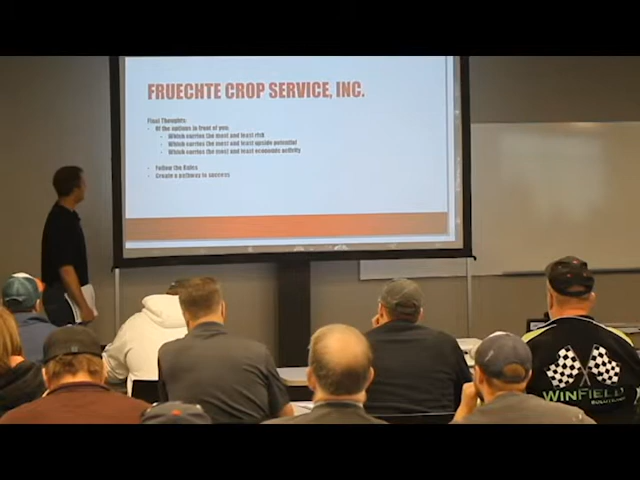 FRUECHTE CROP SERVICE, INC.
Final Thoughts:
Of the options in front of you:
Which carries the most and least risk
Which carries the most and least upside potential
Which carries the most and least economic activity
Follow the Rules
Create a pathway to success
WINFIELD
SOLUTIONS